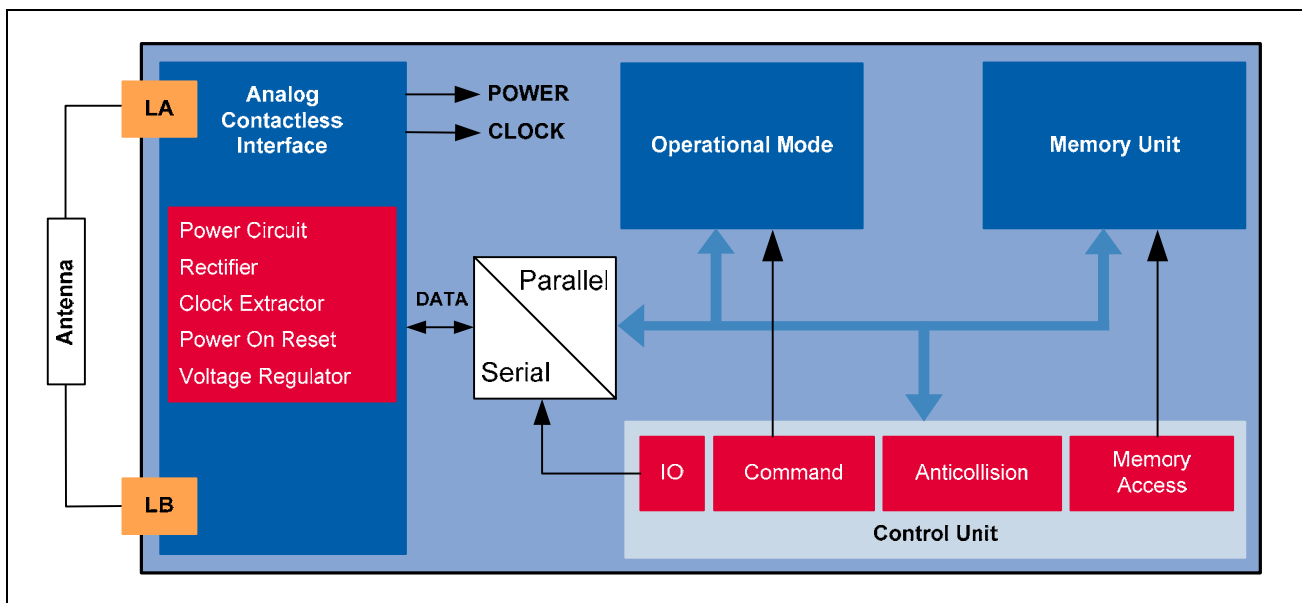 LA
Analog
Contactless
Interface
POWER
CLOCK
Operational Mode
Memory Unit
Power Circuit
Rectifier
Clock Extractor
Power On Reset
Voltage Regulator
Antenna
DATA
Parallel
Serial
LB
IO
Command
Anticollision
Memory
Access
Control Unit